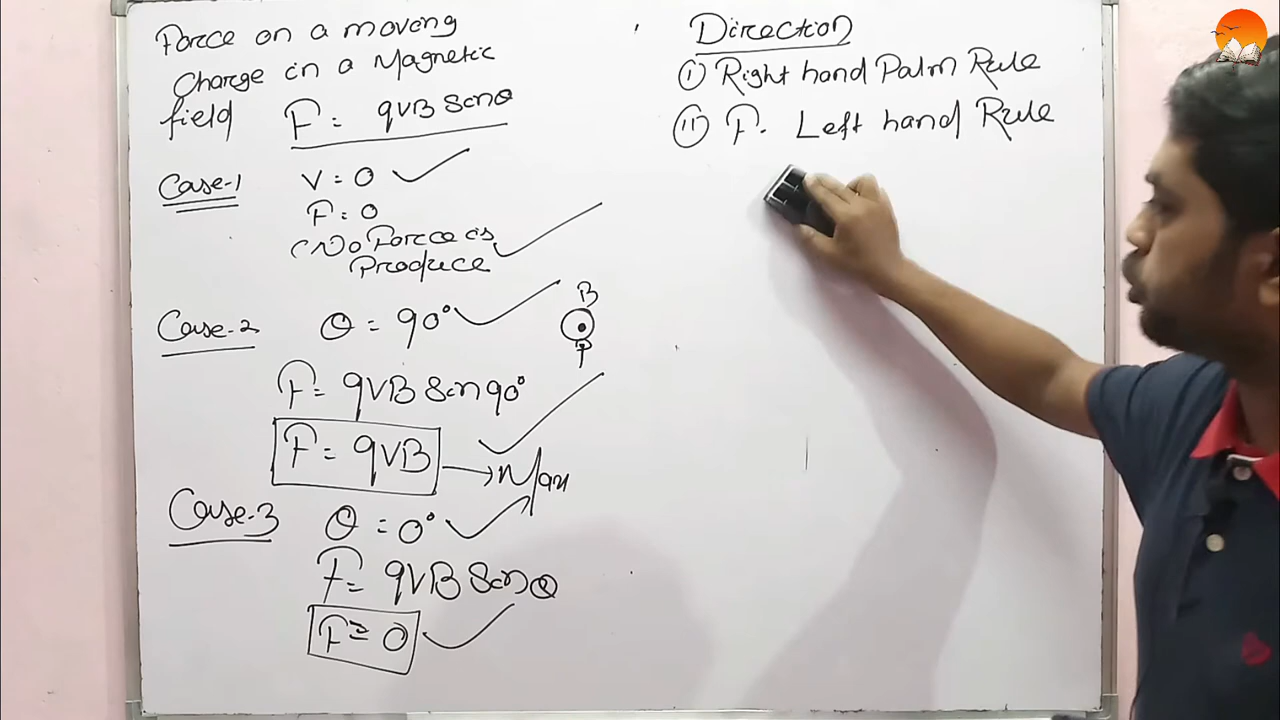 Force on a moving
Charge in a Magnetic
field F = qvB Sinθ
Case-1 V = 0
F = 0
(No Force is
Produce
Case-2 θ = 90°
B
F = qvB Sin90°
F = qvB → Max
Case-3 θ = 0°
F = qvB Sin
F = 0
Direction
(i) Right hand Palm Rule
(ii) F. Left hand Rule